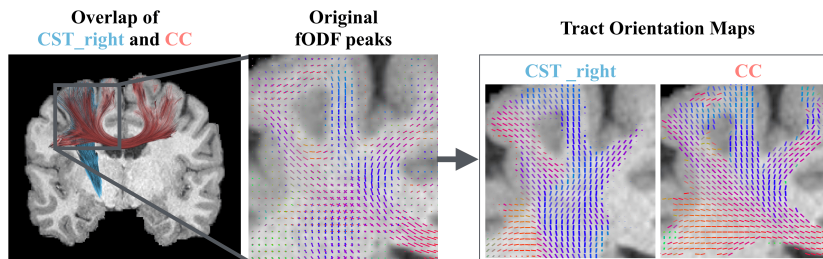 Overlap of
CST_right and CC
Original
fODF peaks
Tract Orientation Maps
CST _right
CC